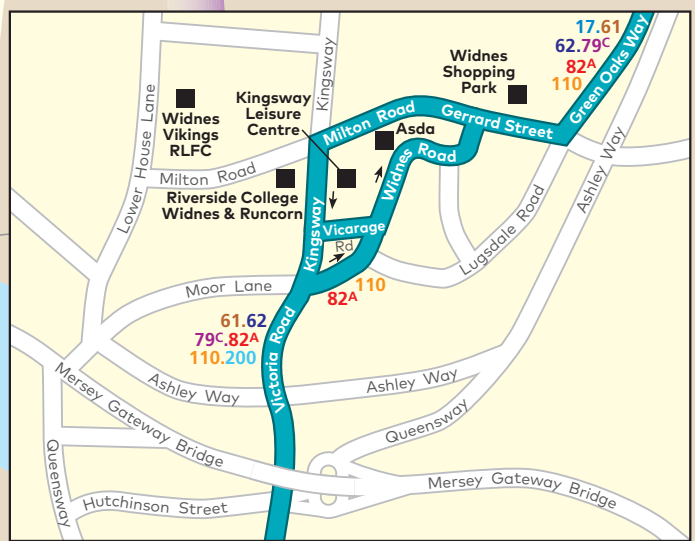 17.61
62.79C
82A
110
Green Oaks Way
Widnes
Shopping
Park
Kingsway
Kingsway
Leisure
Centre
Lower House Lane
Widnes
Vikings
RLFC
Milton Road
Gerrard Street
Asda
Widnes Road
Ashley Way
Milton Road
Riverside College
Widnes & Runcorn
Kingsway
Vicarage
Rd
Lugsdale Road
Moor Lane
110
82A
61.62
79C.82A
110.200
Victoria Road
Ashley Way
Ashley Way
Mersey Gateway Bridge
Queensway
Queensway
Hutchinson Street
Mersey Gateway Bridge